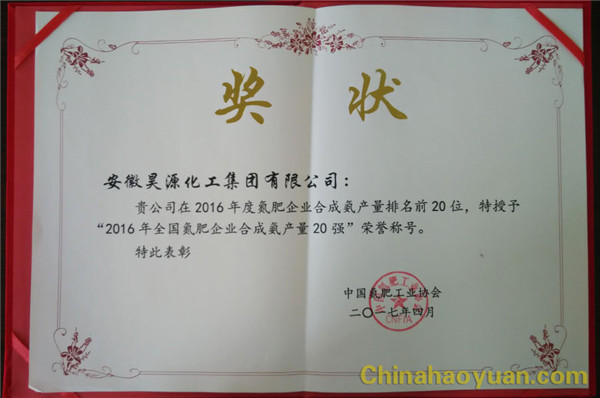 奖状
安徽昊源化工集团有限公司：
贵公司在2016年度氮肥企业合成氨产量排名前20位，特授予
“2016年全国氮肥企业合成氨产量20强”荣誉称号。
特此表彰
中国氮肥工业协会
二〇一七年四月
CNFIA
Chinahaoyuan.com